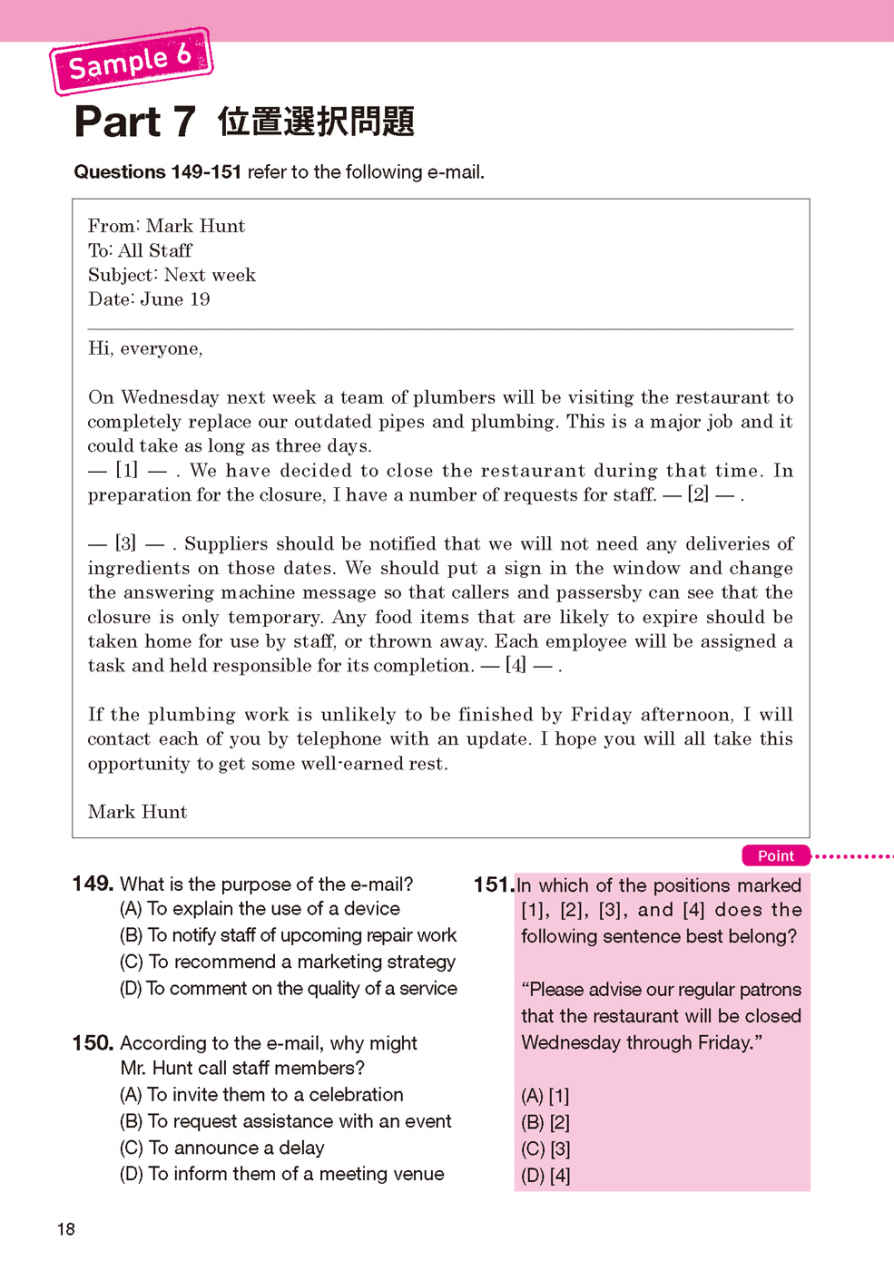 Sample 6
Part 7 位置選択問題
Questions 149-151 refer to the following e-mail.
From: Mark Hunt
To: All Staff
Subject: Next week
Date: June 19
Hi, everyone,
On Wednesday next week a team of plumbers will be visiting the restaurant to
completely replace our outdated pipes and plumbing. This is a major job and it
could take as long as three days.
— [1] — . We have decided to close the restaurant during that time. In
preparation for the closure, I have a number of requests for staff. — [2] — .
— [3] — . Suppliers should be notified that we will not need any deliveries of
ingredients on those dates. We should put a sign in the window and change
the answering machine message so that callers and passersby can see that the
closure is only temporary. Any food items that are likely to expire should be
taken home for use by staff, or thrown away. Each employee will be assigned a
task and held responsible for its completion. — [4] — .
If the plumbing work is unlikely to be finished by Friday afternoon, I will
contact each of you by telephone with an update. I hope you will all take this
opportunity to get some well-earned rest.
Mark Hunt
Point
149. What is the purpose of the e-mail?
(A) To explain the use of a device
(B) To notify staff of upcoming repair work
(C) To recommend a marketing strategy
(D) To comment on the quality of a service
150. According to the e-mail, why might
Mr. Hunt call staff members?
(A) To invite them to a celebration
(B) To request assistance with an event
(C) To announce a delay
(D) To inform them of a meeting venue
151. In which of the positions marked
[1], [2], [3], and [4] does the
following sentence best belong?
“Please advise our regular patrons
that the restaurant will be closed
Wednesday through Friday.”
(A) [1]
(B) [2]
(C) [3]
(D) [4]
18